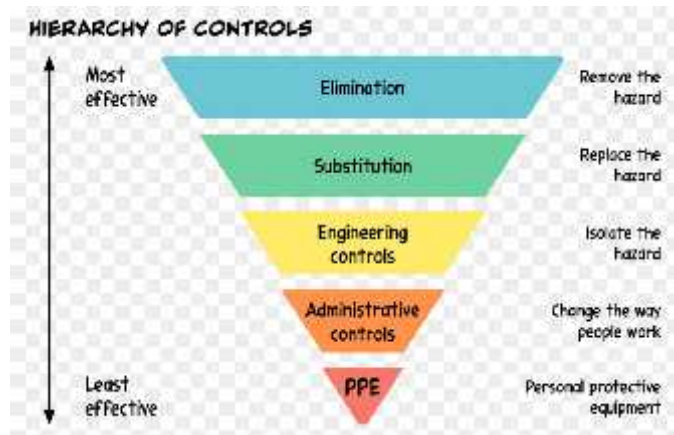 HIERARCHY OF CONTROLS
Most
effective
Elimination
Remove the
hazard
Substitution
Replace the
hazard
Engineering
controls
Isolate the
hazard
Administrative
controls
Change the way
people work
Least
effective
PPE
Personal protective
equipment